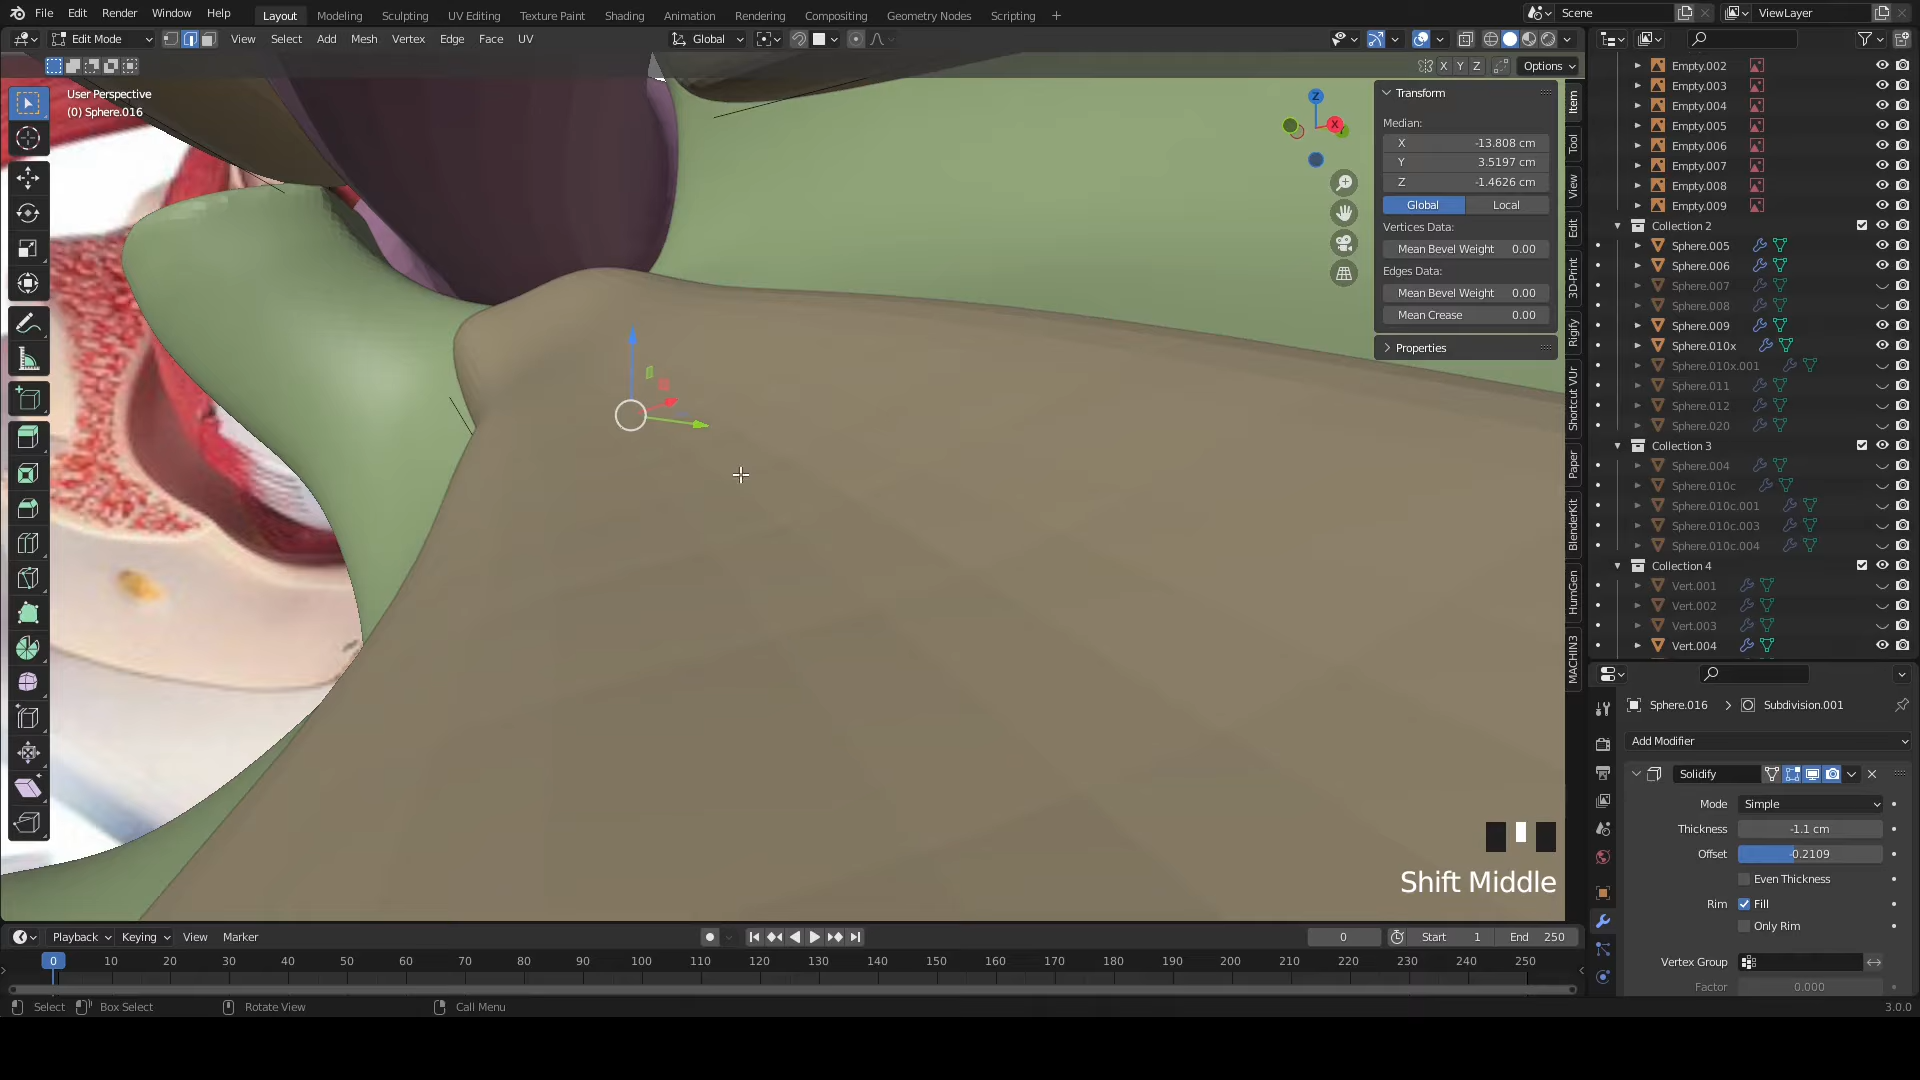 File Edit Render Window Help Layout Modeling Sculpting UV Editing Texture Paint Shading Animation Rendering Compositing Geometry Nodes Scripting + Scene ViewLayer
Edit Mode View Select Add Mesh Vertex Edge Face UV Global
X Y Z Options
User Perspective
(0) Sphere.016
Transform
Median:
X -13.808 cm
Y 3.5197 cm
Z -1.4626 cm
Global Local
Vertices Data:
Mean Bevel Weight 0.00
Edges Data:
Mean Bevel Weight 0.00
Mean Crease 0.00
Properties
Z
X
Item
Tool
View
Edit
3D-Print
Rigify
Shortcut VUr
Paper
BlenderKit
HumGen
MACHIN3
Empty.002
Empty.003
Empty.004
Empty.005
Empty.006
Empty.007
Empty.008
Empty.009
Collection 2
Sphere.005
Sphere.006
Sphere.007
Sphere.008
Sphere.009
Sphere.010x
Sphere.010x.001
Sphere.011
Sphere.012
Sphere.020
Collection 3
Sphere.004
Sphere.010c
Sphere.010c.001
Sphere.010c.003
Sphere.010c.004
Collection 4
Vert.001
Vert.002
Vert.003
Vert.004
Sphere.016 > Subdivision.001
Add Modifier
Solidify
Mode Simple
Thickness -1.1 cm
Offset -0.2109
Even Thickness
Rim Fill
Only Rim
Vertex Group
Factor 0.000
Shift Middle
Playback Keying View Marker 0 Start 1 End 250
0 10 20 30 40 50 60 70 80 90 100 110 120 130 140 150 160 170 180 190 200 210 220 230 240 250
Select Box Select Rotate View Call Menu 3.0.0